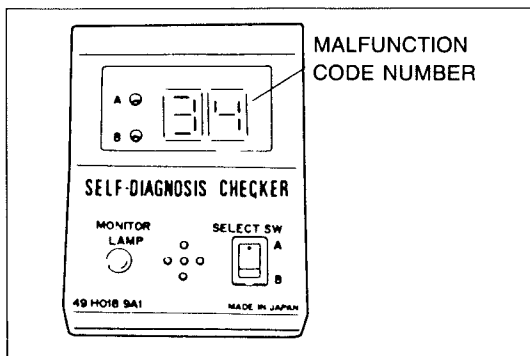 MALFUNCTION
CODE NUMBER
A
34
B
SELF-DIAGNOSIS CHECKER
MONITOR
LAMP
SELECT SW
A
B
49 H018 9A1
MADE IN JAPAN